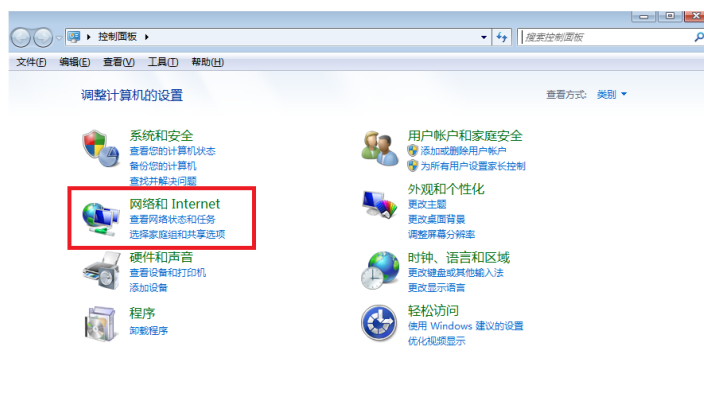 控制面板
搜索控制面板
文件(F) 编辑(E) 查看(V) 工具(T) 帮助(H)
调整计算机的设置
查看方式: 类别
系统和安全
查看您的计算机状态
备份您的计算机
查找并解决问题
网络和 Internet
查看网络状态和任务
选择家庭组和共享选项
硬件和声音
查看设备和打印机
添加设备
程序
卸载程序
用户帐户和家庭安全
添加或删除用户帐户
为所有用户设置家长控制
外观和个性化
更改主题
更改桌面背景
调整屏幕分辨率
时钟、语言和区域
更改键盘或其他输入法
更改显示语言
轻松访问
使用 Windows 建议的设置
优化视频显示